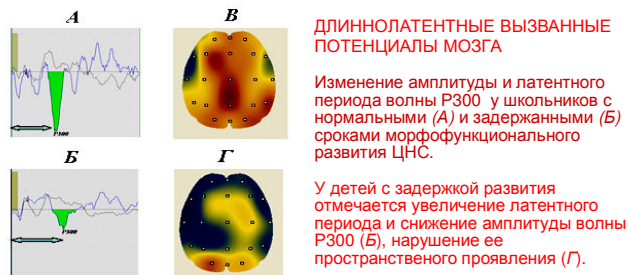 А
В
ДЛИННОЛАТЕНТНЫЕ ВЫЗВАННЫЕ
ПОТЕНЦИАЛЫ МОЗГА
Изменение амплитуды и латентного
периода волны Р300 у школьников с
нормальными (А) и задержанными (Б)
сроками морфофункционального
развития ЦНС.
P300
Б
Г
У детей с задержкой развития
отмечается увеличение латентного
периода и снижение амплитуды волны
Р300 (Б), нарушение ее
пространственого проявления (Г).
P300